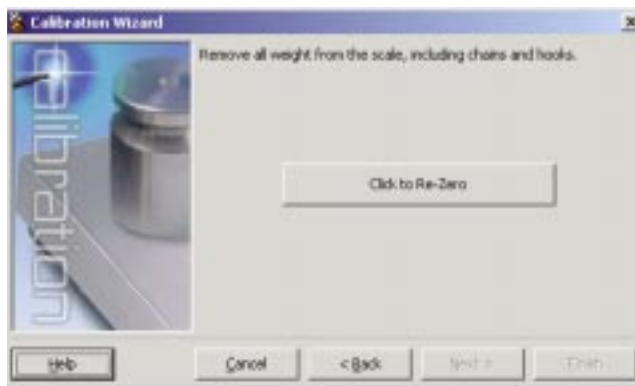 Calibration Wizard
Remove all weight from the scale, including chains and hooks.
Click to Re-Zero
Calibration
Help
Cancel
< Back
Next >
Finish